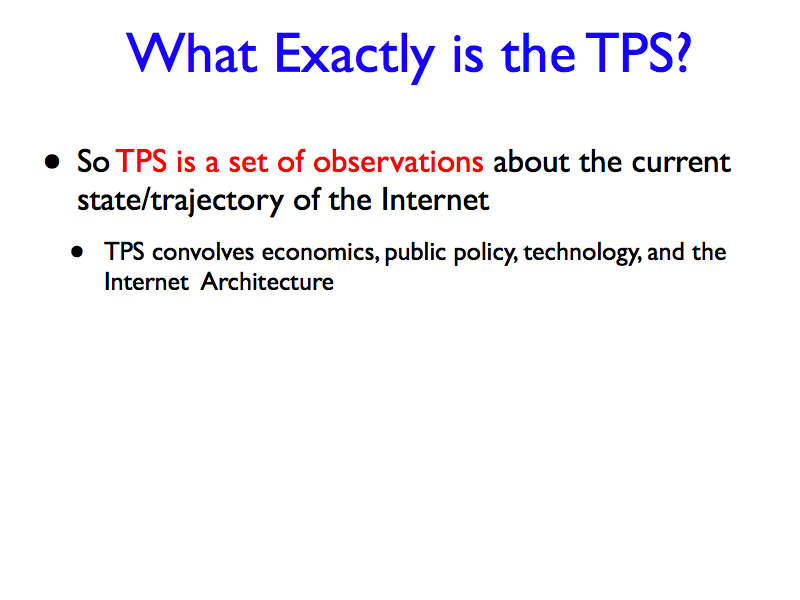 What Exactly is the TPS?
• So TPS is a set of observations about the current
state/trajectory of the Internet
• TPS convolves economics, public policy, technology, and the
Internet Architecture